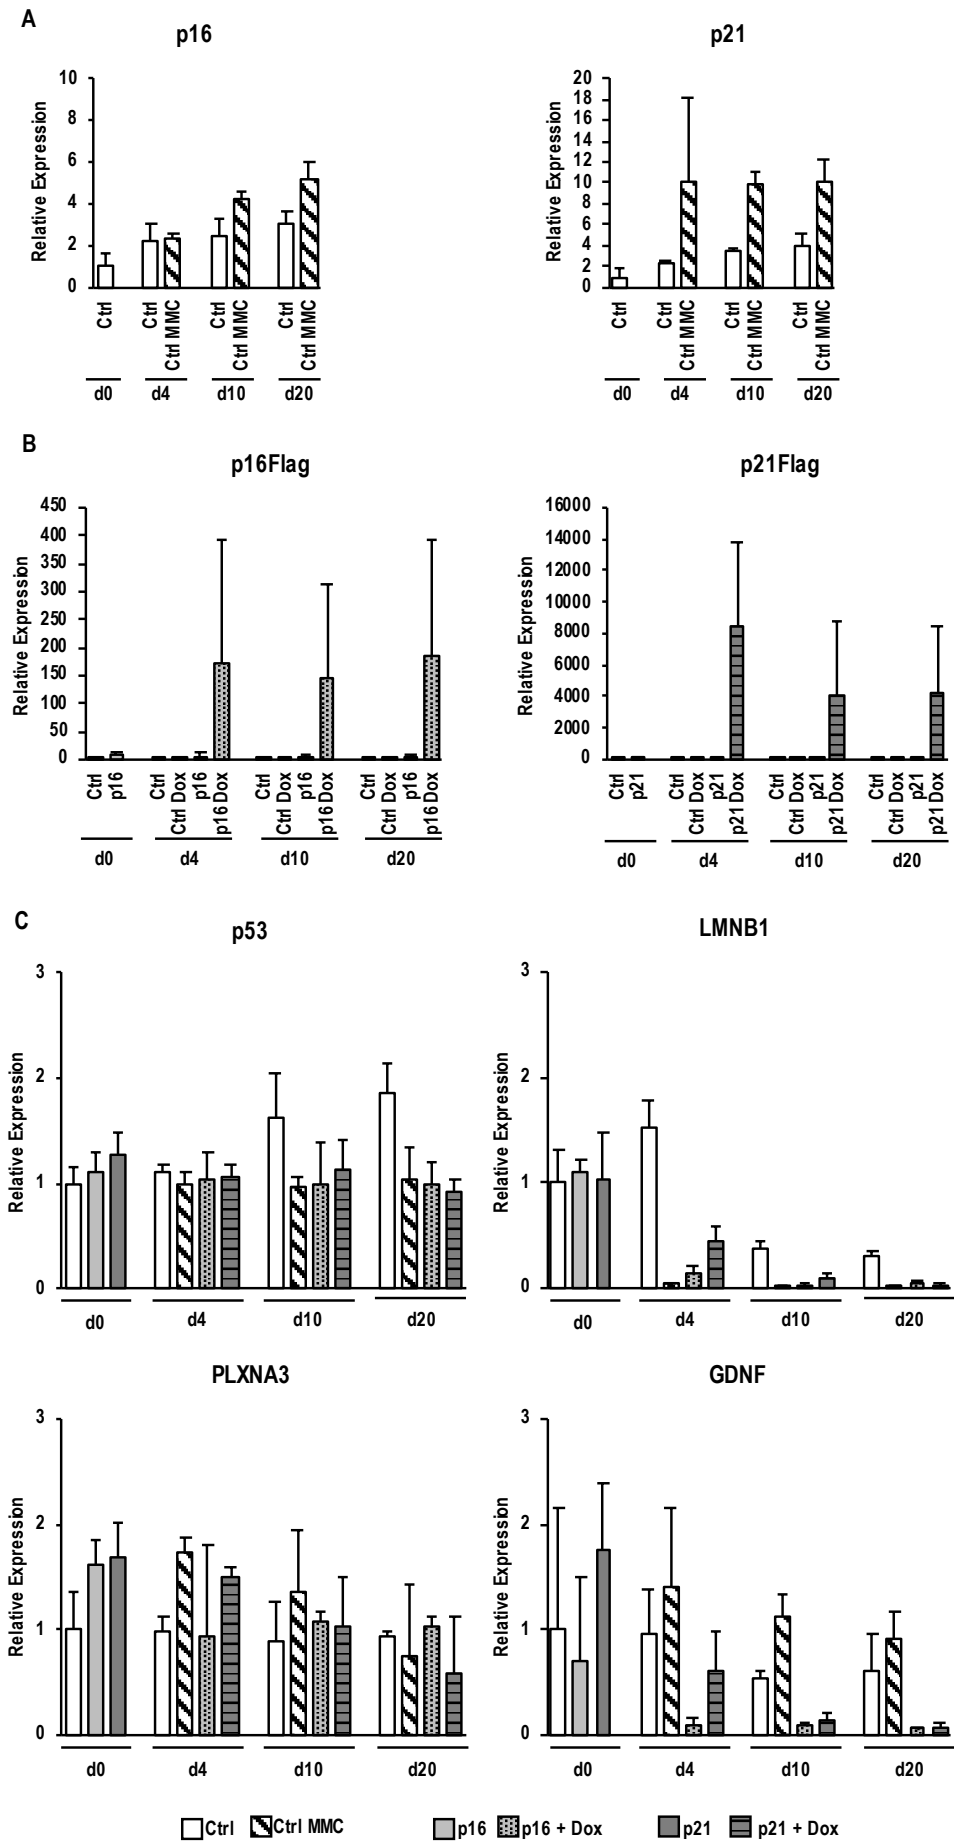 A
p16
p21
Relative Expression
10
8
6
4
2
0
Ctrl
Ctrl
Ctrl MMC
Ctrl
Ctrl MMC
Ctrl
Ctrl MMC
d0
d4
d10
d20
Relative Expression
20
18
16
14
12
10
8
6
4
2
0
Ctrl
Ctrl
Ctrl MMC
Ctrl
Ctrl MMC
Ctrl
Ctrl MMC
d0
d4
d10
d20
B
p16Flag
p21Flag
Relative Expression
450
400
350
300
250
200
150
100
50
0
Ctrl
p16
Ctrl
Ctrl Dox
p16
p16 Dox
Ctrl
Ctrl Dox
p16
p16 Dox
Ctrl
Ctrl Dox
p16
p16 Dox
d0
d4
d10
d20
Relative Expression
16000
14000
12000
10000
8000
6000
4000
2000
0
Ctrl
p21
Ctrl
Ctrl Dox
p21
p21 Dox
Ctrl
Ctrl Dox
p21
p21 Dox
Ctrl
Ctrl Dox
p21
p21 Dox
d0
d4
d10
d20
C
p53
LMNB1
Relative Expression
3
2
1
0
d0
d4
d10
d20
Relative Expression
3
2
1
0
d0
d4
d10
d20
PLXNA3
GDNF
Relative Expression
3
2
1
0
d0
d4
d10
d20
Relative Expression
3
2
1
0
d0
d4
d10
d20
Ctrl Ctrl MMC p16 p16 + Dox p21 p21 + Dox